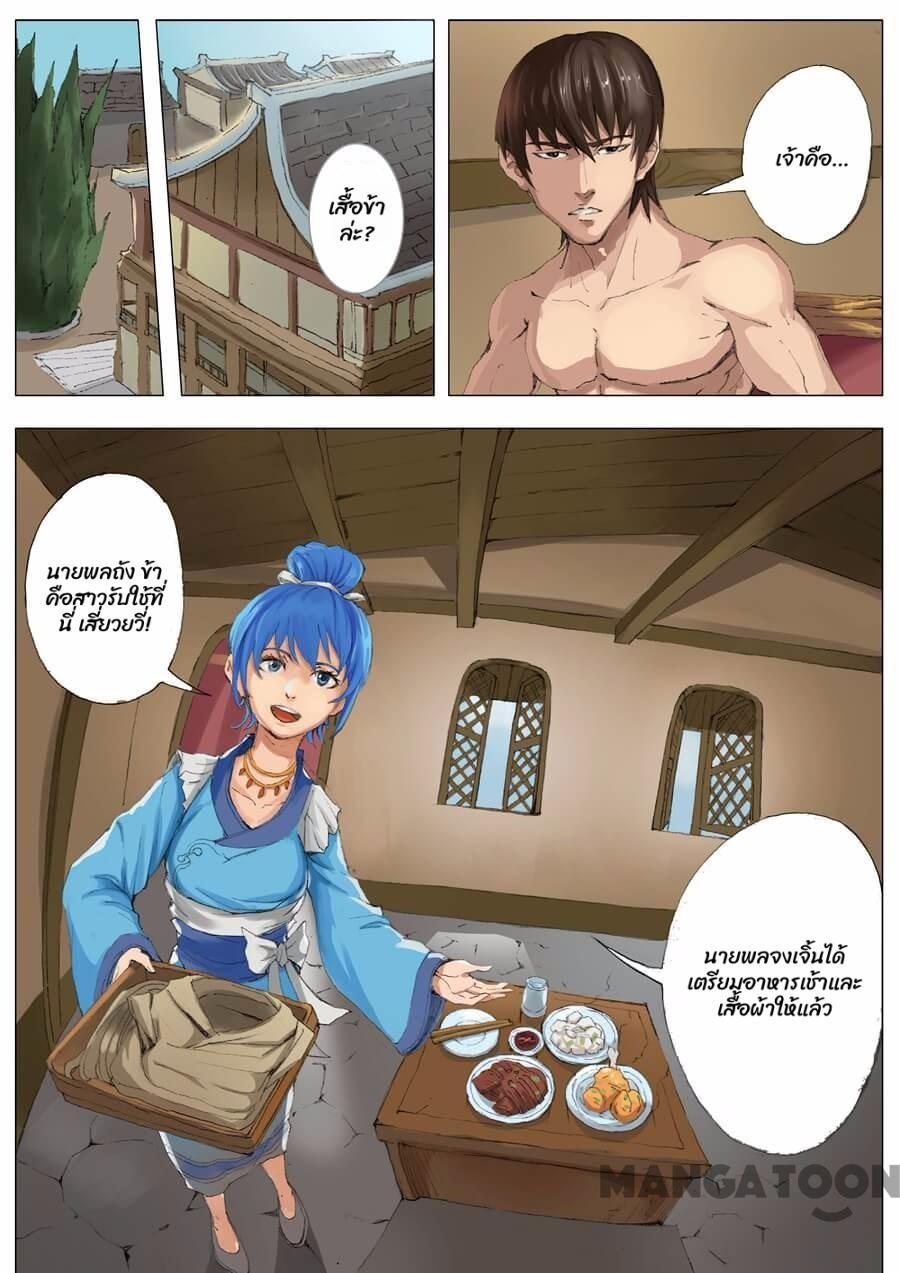 เสื้อข้า
ล่ะ?
เจ้าคือ...
นายพลถัง ข้า
คือสาวรับใช้ที่
นี่ เสี่ยวยวี่!
นายพลจงเจิ้นได้
เตรียมอาหารเช้าและ
เสื้อผ้าให้แล้ว
MANGATOON